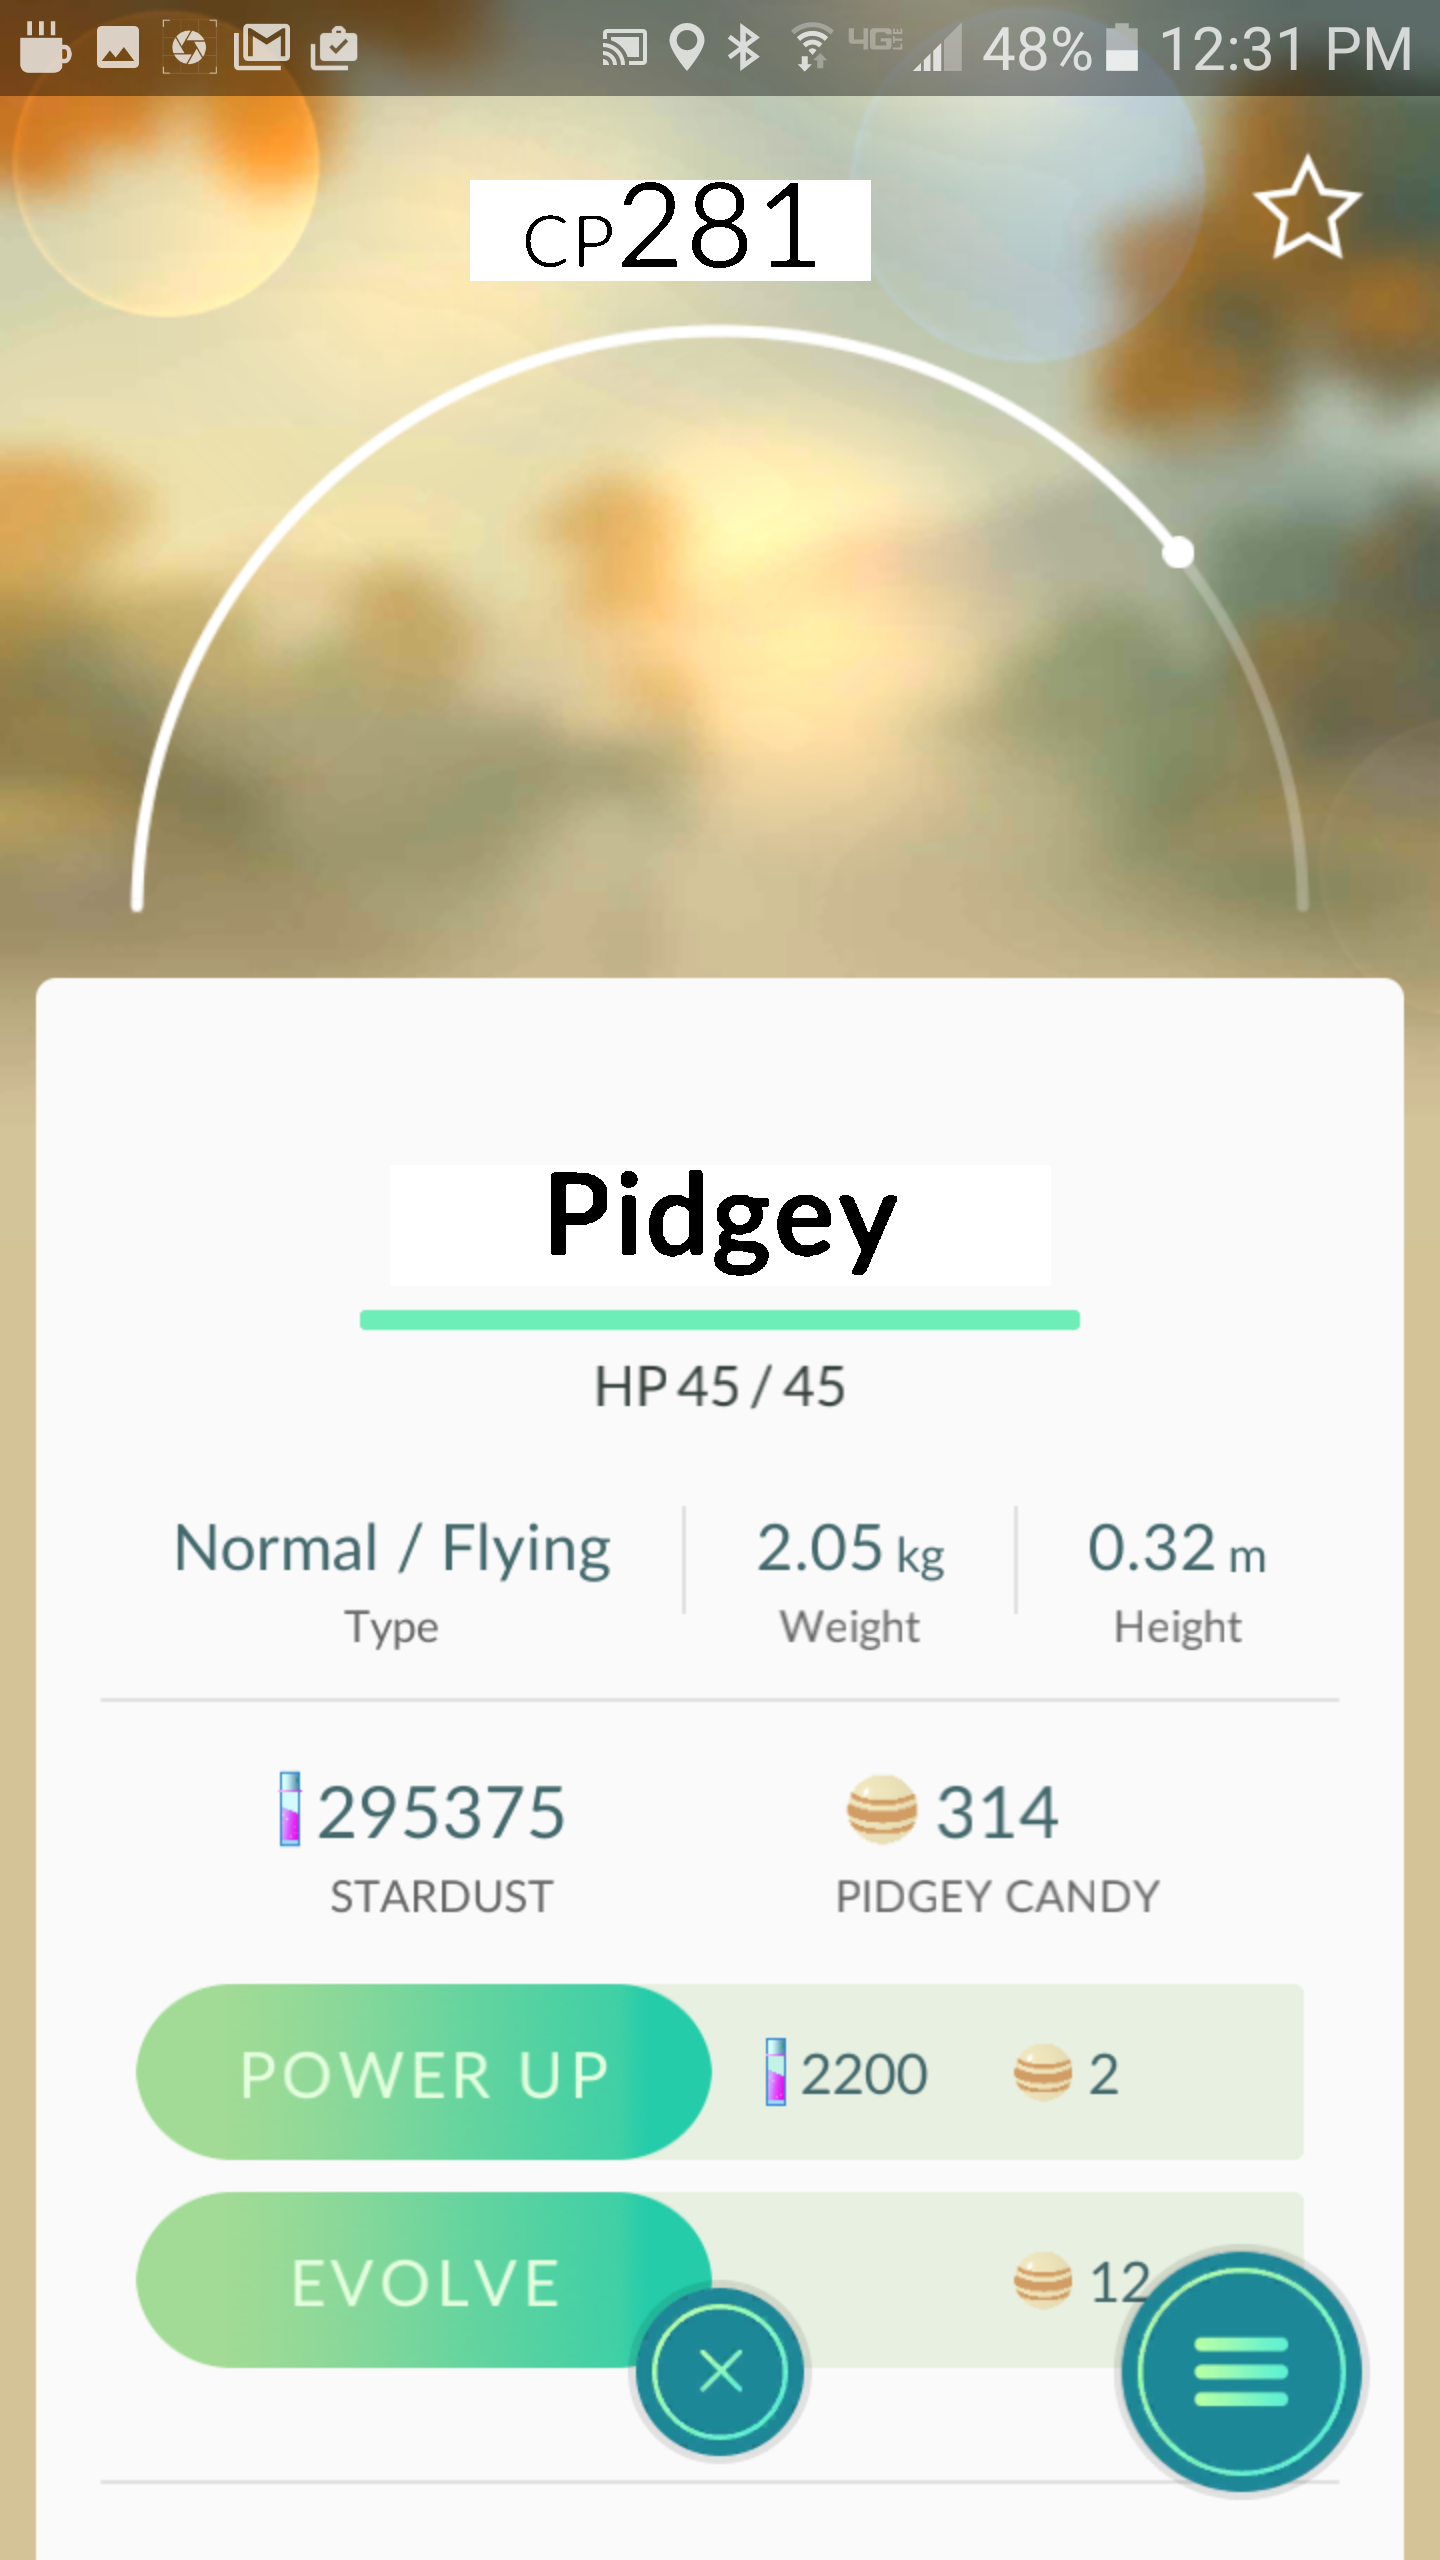 4G LTE 48% 12:31 PM
CP281
Pidgey
HP 45 / 45
Normal / Flying 2.05 kg 0.32 m
Type Weight Height
295375 314
STARDUST PIDGEY CANDY
POWER UP 2200 2
EVOLVE 12